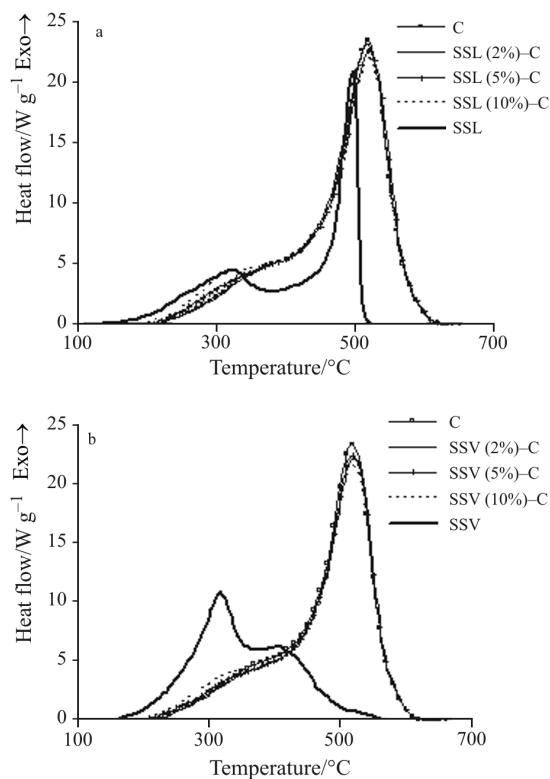 a
C
SSL (2%)–C
SSL (5%)–C
SSL (10%)–C
SSL
Heat flow/W g⁻¹ Exo→
25
20
15
10
5
0
100
300
500
700
Temperature/°C
b
C
SSV (2%)–C
SSV (5%)–C
SSV (10%)–C
SSV
Heat flow/W g⁻¹ Exo→
25
20
15
10
5
0
100
300
500
700
Temperature/°C